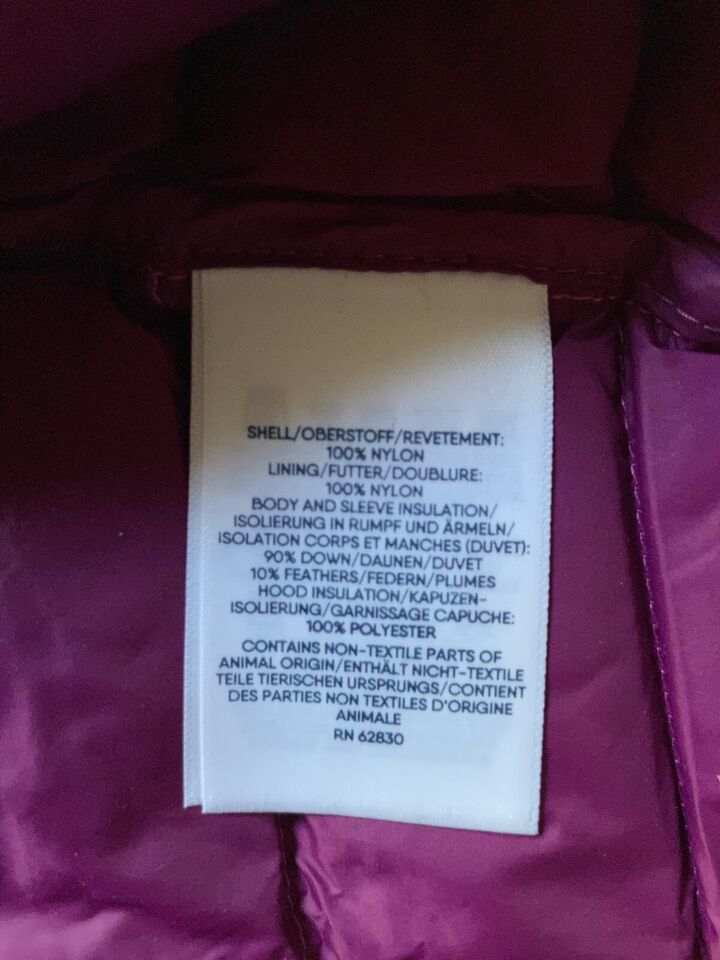 SHELL/OBERSTOFF/REVETEMENT:
100% NYLON
LINING/FUTTER/DOUBLURE:
100% NYLON
BODY AND SLEEVE INSULATION/
ISOLIERUNG IN RUMPF UND ÄRMELN/
ISOLATION CORPS ET MANCHES (DUVET):
90% DOWN/DAUNEN/DUVET
10% FEATHERS/FEDERN/PLUMES
HOOD INSULATION/KAPUZEN-
ISOLIERUNG/GARNISSAGE CAPUCHE:
100% POLYESTER
CONTAINS NON-TEXTILE PARTS OF
ANIMAL ORIGIN/ENTHÄLT NICHT-TEXTILE
TEILE TIERISCHEN URSPRUNGS/CONTIENT
DES PARTIES NON TEXTILES D'ORIGINE
ANIMALE
RN 62830